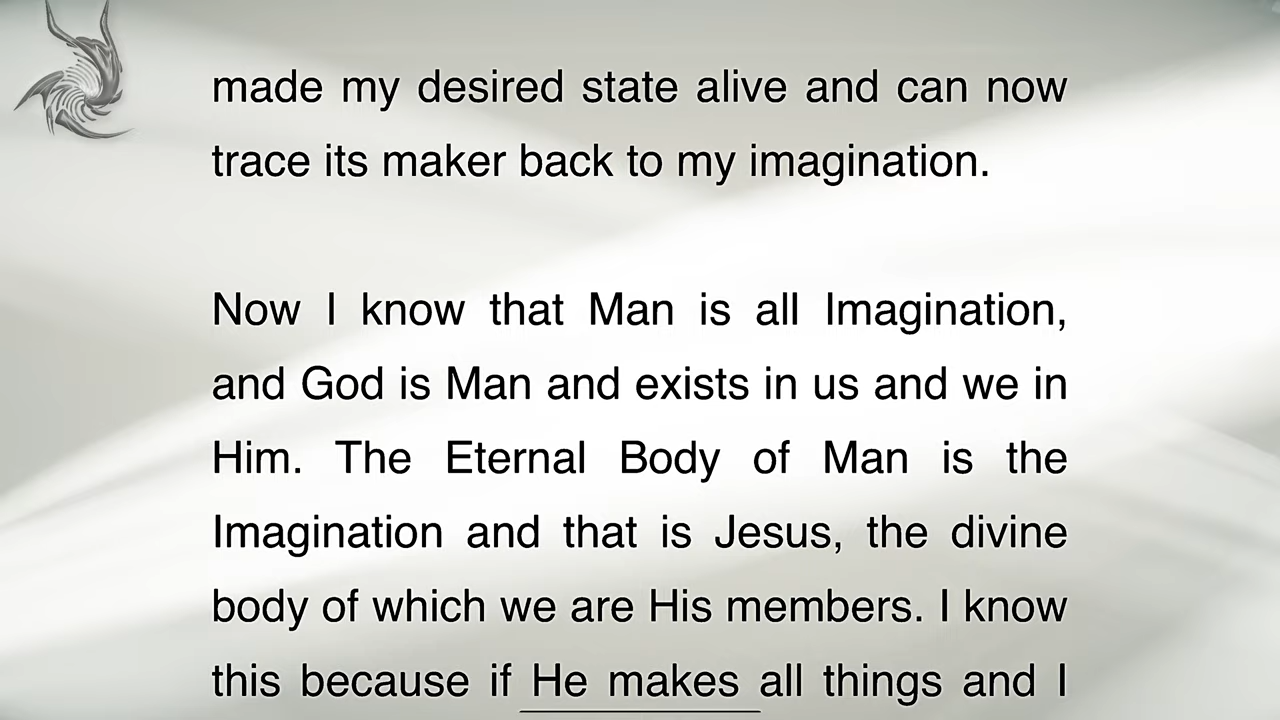 made my desired state alive and can now
trace its maker back to my imagination.
Now I know that Man is all Imagination,
and God is Man and exists in us and we in
Him. The Eternal Body of Man is the
Imagination and that is Jesus, the divine
body of which we are His members. I know
this because if He makes all things and I